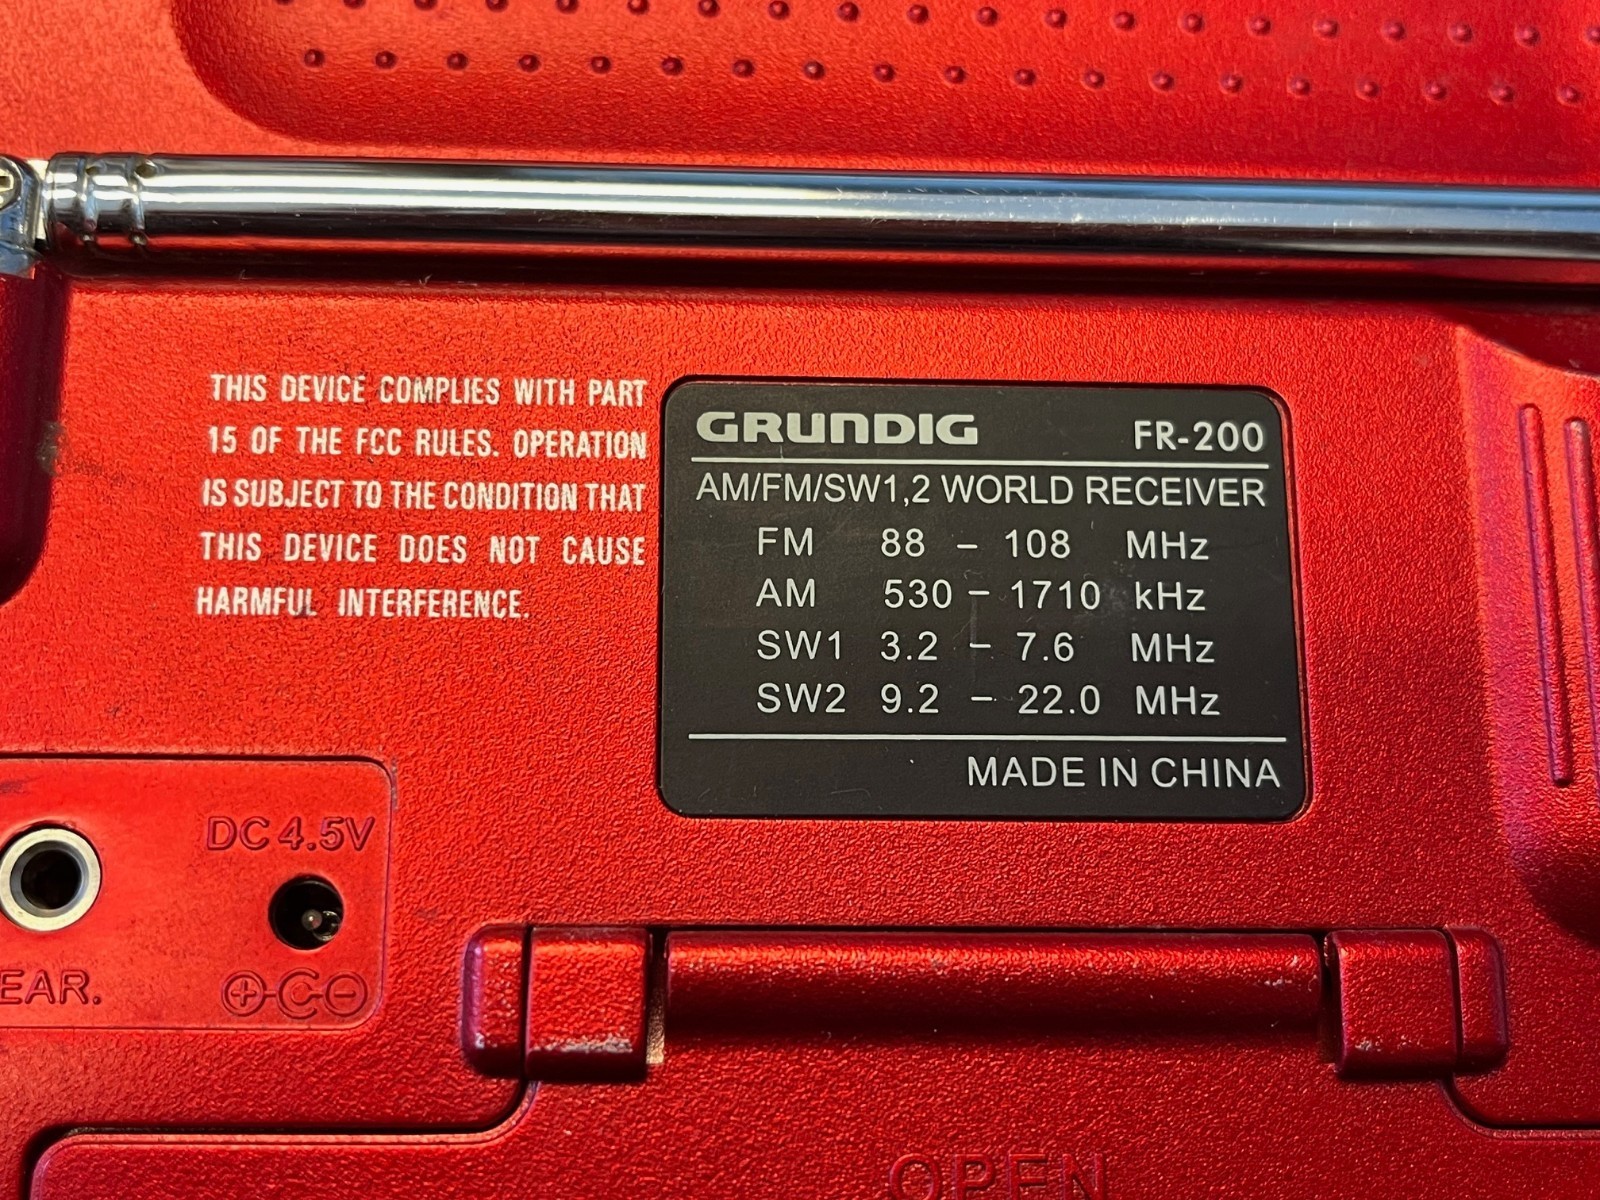 THIS DEVICE COMPLIES WITH PART
15 OF THE FCC RULES. OPERATION
IS SUBJECT TO THE CONDITION THAT
THIS DEVICE DOES NOT CAUSE
HARMFUL INTERFERENCE.
GRUNDIG FR-200
AM/FM/SW1,2 WORLD RECEIVER
FM 88 – 108 MHz
AM 530 – 1710 kHz
SW1 3.2 – 7.6 MHz
SW2 9.2 – 22.0 MHz
MADE IN CHINA
DC 4.5V
EAR.
OPEN